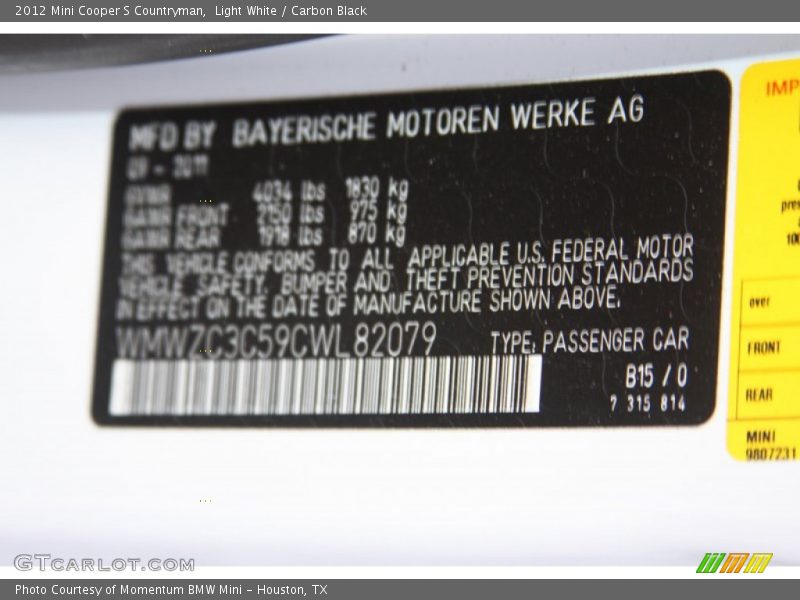 2012 Mini Cooper S Countryman,  Light White / Carbon Black
MFD BY BAYERISCHE MOTOREN WERKE AG
09 - 2011
GVWR 4034 lbs 1830 kg
GAWR FRONT 2150 lbs 975 kg
GAWR REAR 1918 lbs 870 kg
THIS VEHICLE CONFORMS TO ALL APPLICABLE U.S. FEDERAL MOTOR
VEHICLE SAFETY, BUMPER AND THEFT PREVENTION STANDARDS
IN EFFECT ON THE DATE OF MANUFACTURE SHOWN ABOVE.
WMWZC3C59CWL82079 TYPE: PASSENGER CAR
B15 / 0
7 315 814
IMP
over
FRONT
REAR
MINI
9807231
GTCARLOT.COM
Photo Courtesy of Momentum BMW Mini - Houston, TX